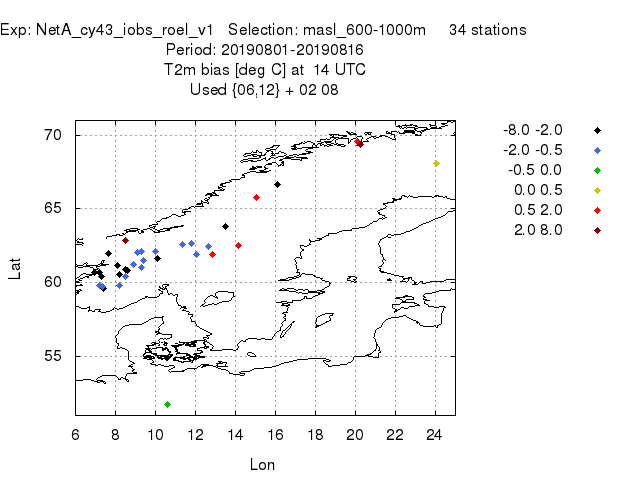 Exp: NetA_cy43_iobs_roel_v1   Selection: masl_600-1000m     34 stations
Period: 20190801-20190816
T2m bias [deg C] at  14 UTC
Used {06,12} + 02 08
70
65
60
55
Lat
6 8 10 12 14 16 18 20 22 24
Lon
-8.0 -2.0
-2.0 -0.5
-0.5 0.0
0.0 0.5
0.5 2.0
2.0 8.0